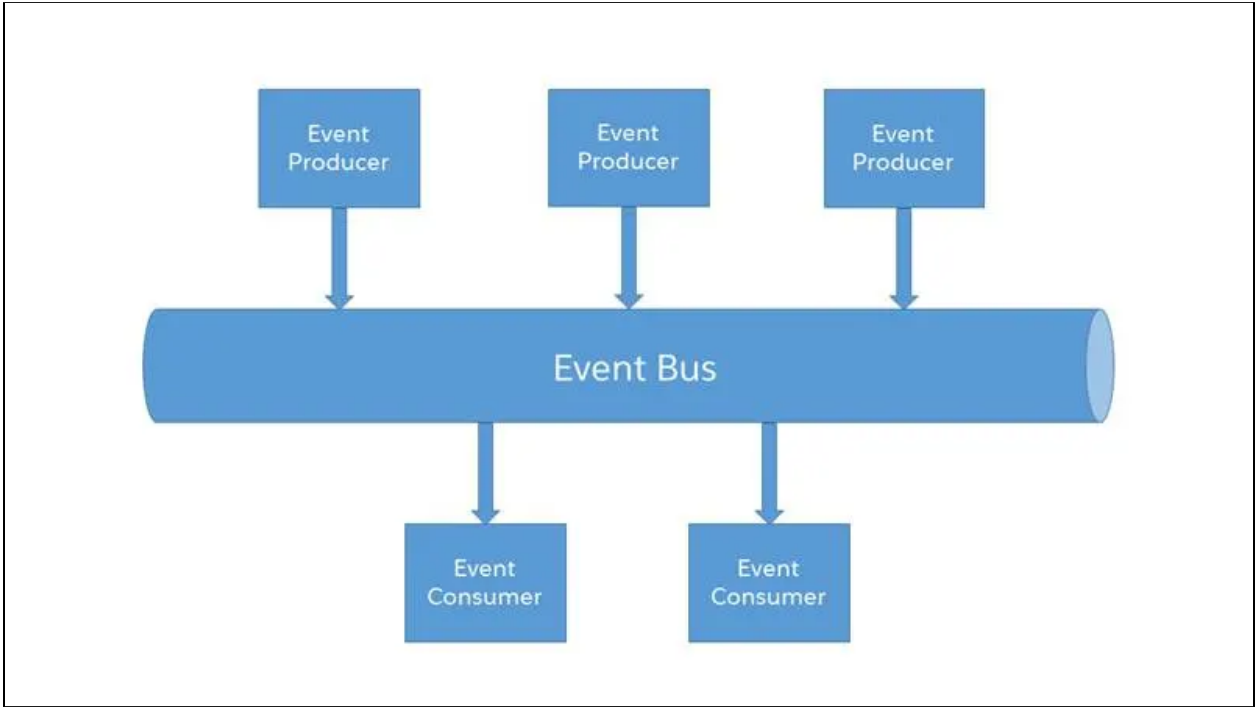 Event
Producer
Event
Producer
Event
Producer
Event Bus
Event
Consumer
Event
Consumer